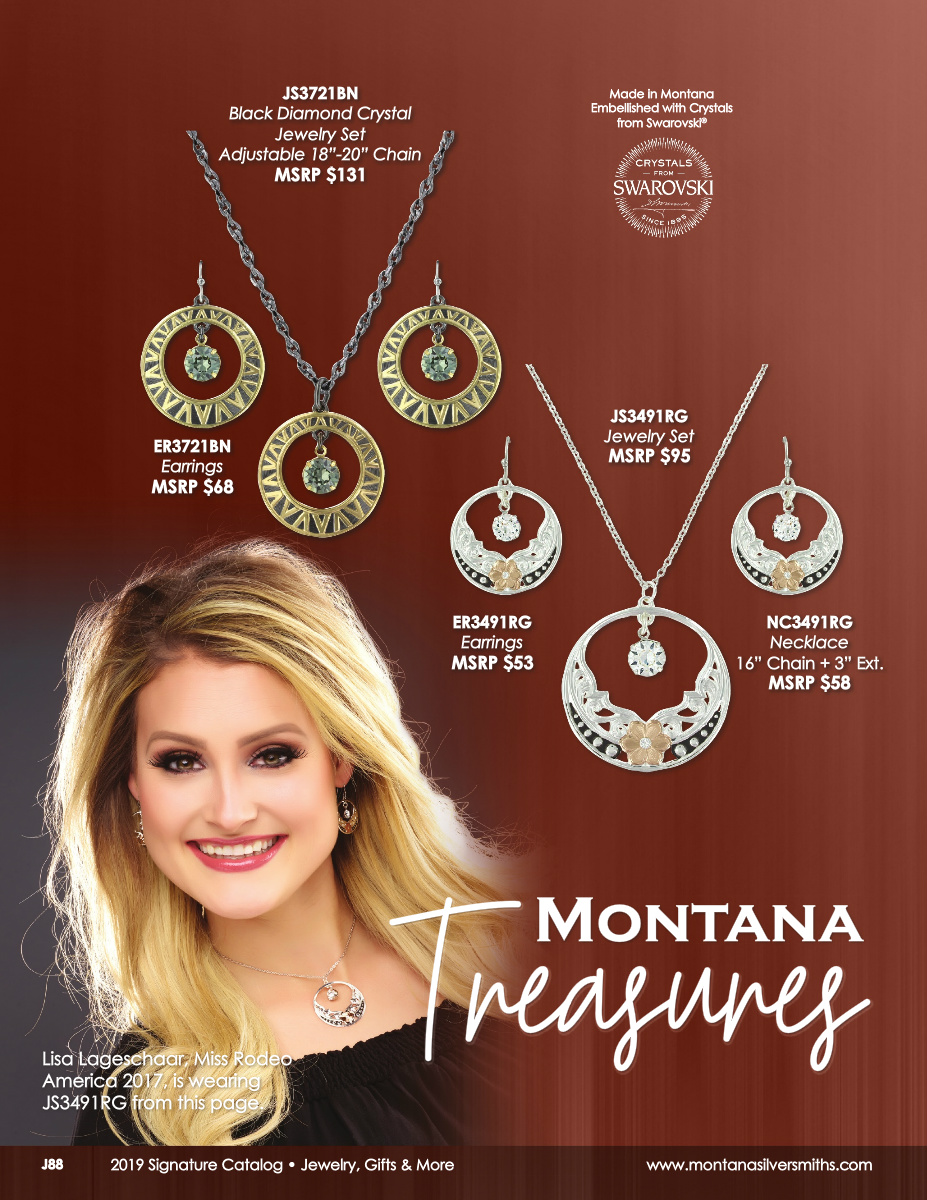 JS3721BN
Black Diamond Crystal
Jewelry Set
Adjustable 18”-20” Chain
MSRP $131
Made in Montana
Embellished with Crystals
from Swarovski®
CRYSTALS
FROM
SWAROVSKI
SINCE 1895
ER3721BN
Earrings
MSRP $68
JS3491RG
Jewelry Set
MSRP $95
ER3491RG
Earrings
MSRP $53
NC3491RG
Necklace
16” Chain + 3” Ext.
MSRP $58
MONTANA
Treasures
Lisa Lageschaar, Miss Rodeo
America 2017, is wearing
JS3491RG from this page.
J88 2019 Signature Catalog • Jewelry, Gifts & More www.montanasilversmiths.com